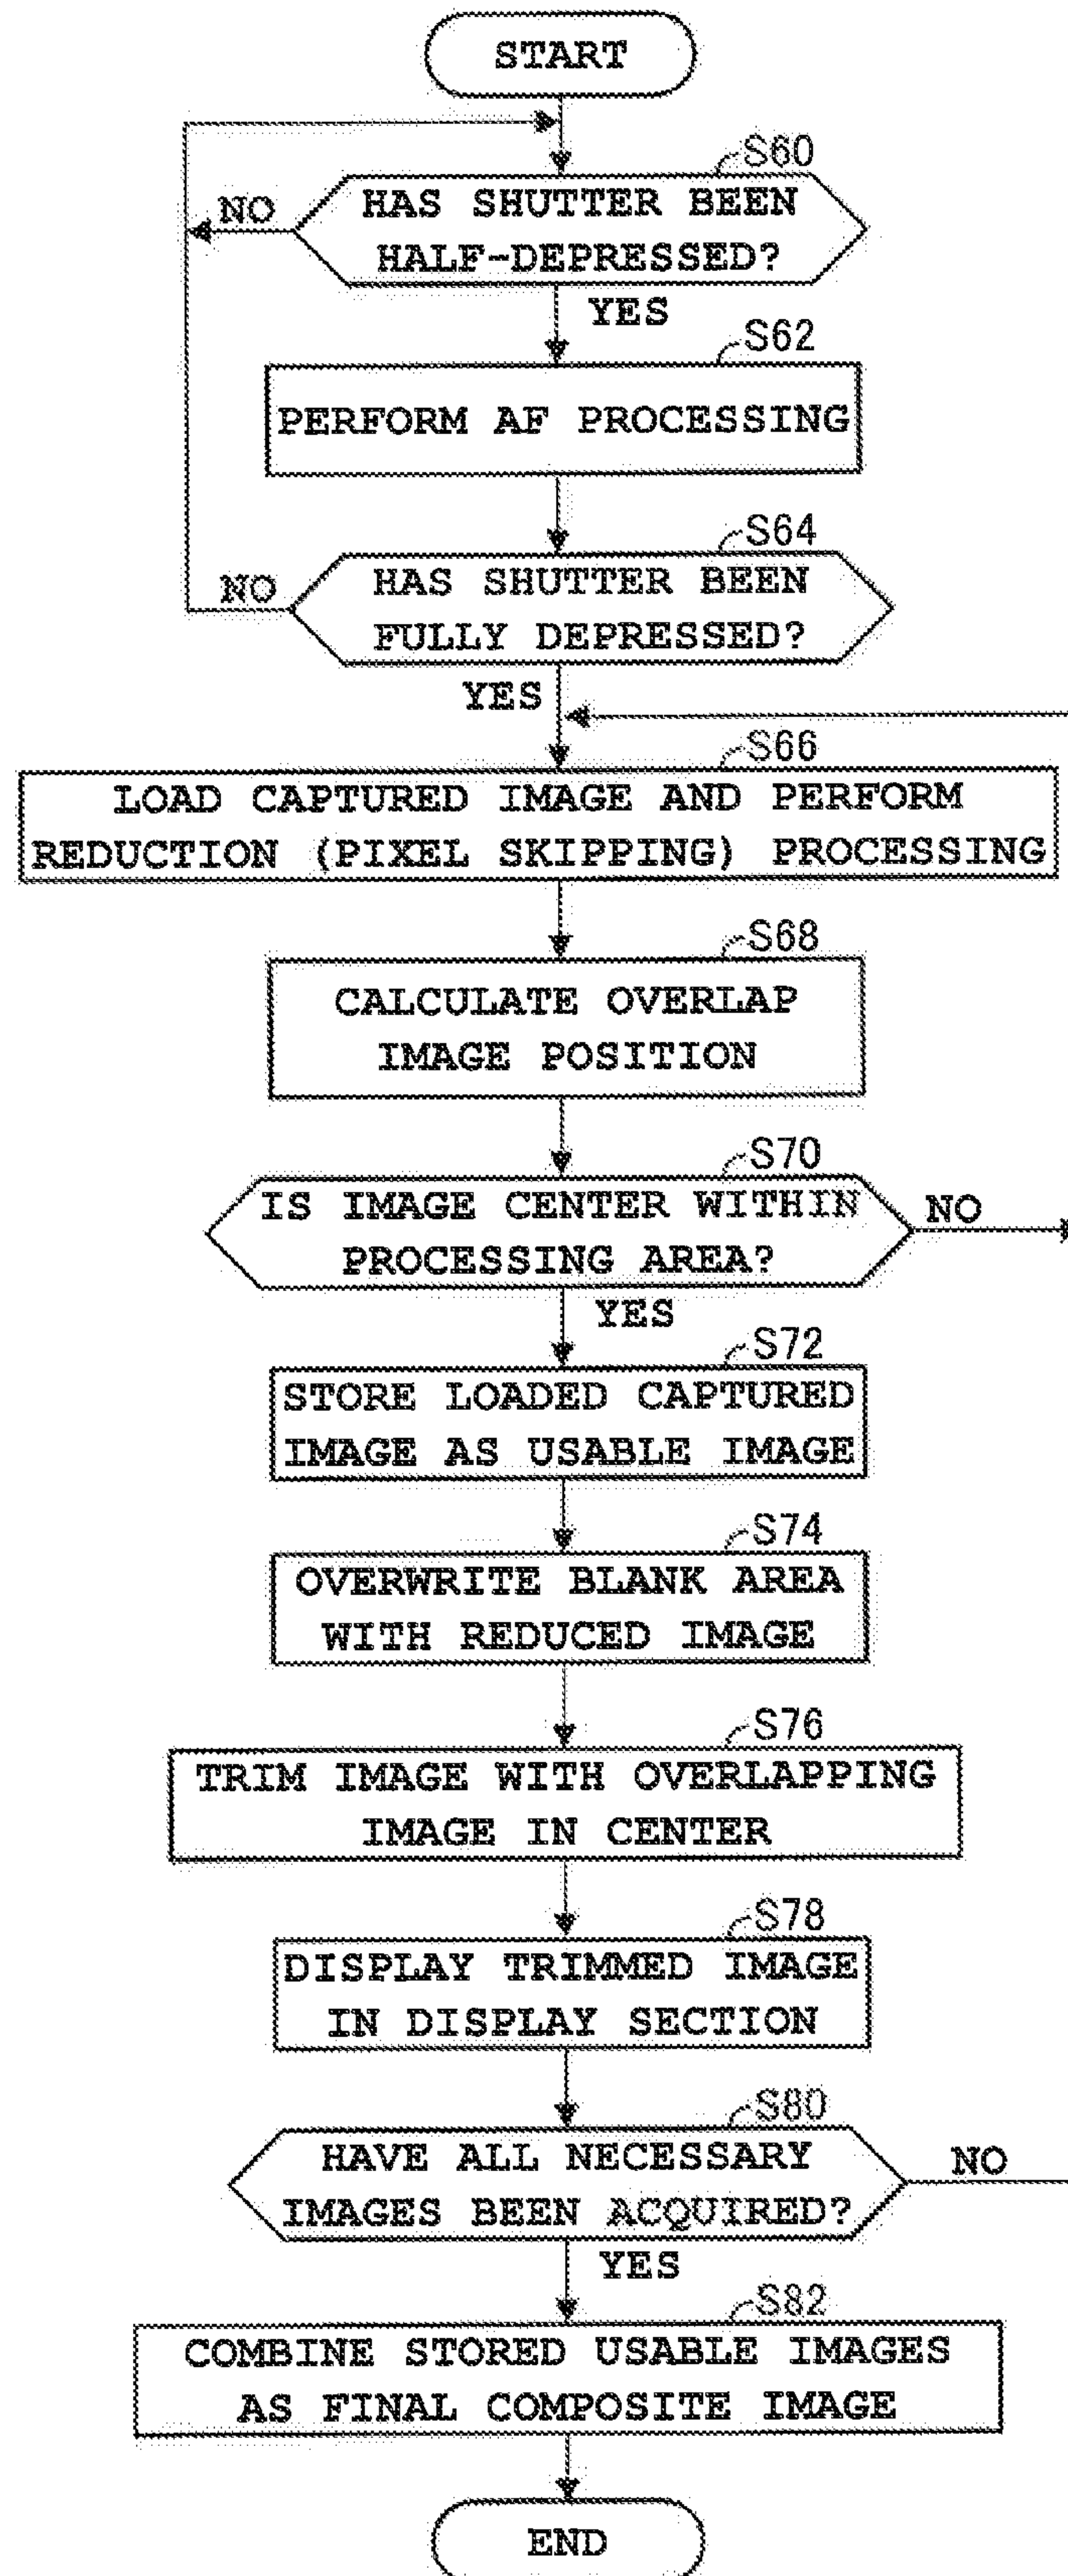 START
S60
HAS SHUTTER BEEN
HALF-DEPRESSED?
NO
YES
S62
PERFORM AF PROCESSING
S64
HAS SHUTTER BEEN
FULLY DEPRESSED?
NO
YES
S66
LOAD CAPTURED IMAGE AND PERFORM
REDUCTION (PIXEL SKIPPING) PROCESSING
S68
CALCULATE OVERLAP
IMAGE POSITION
S70
IS IMAGE CENTER WITHIN
PROCESSING AREA?
NO
YES
S72
STORE LOADED CAPTURED
IMAGE AS USABLE IMAGE
S74
OVERWRITE BLANK AREA
WITH REDUCED IMAGE
S76
TRIM IMAGE WITH OVERLAPPING
IMAGE IN CENTER
S78
DISPLAY TRIMMED IMAGE
IN DISPLAY SECTION
S80
HAVE ALL NECESSARY
IMAGES BEEN ACQUIRED?
NO
YES
S82
COMBINE STORED USABLE IMAGES
AS FINAL COMPOSITE IMAGE
END